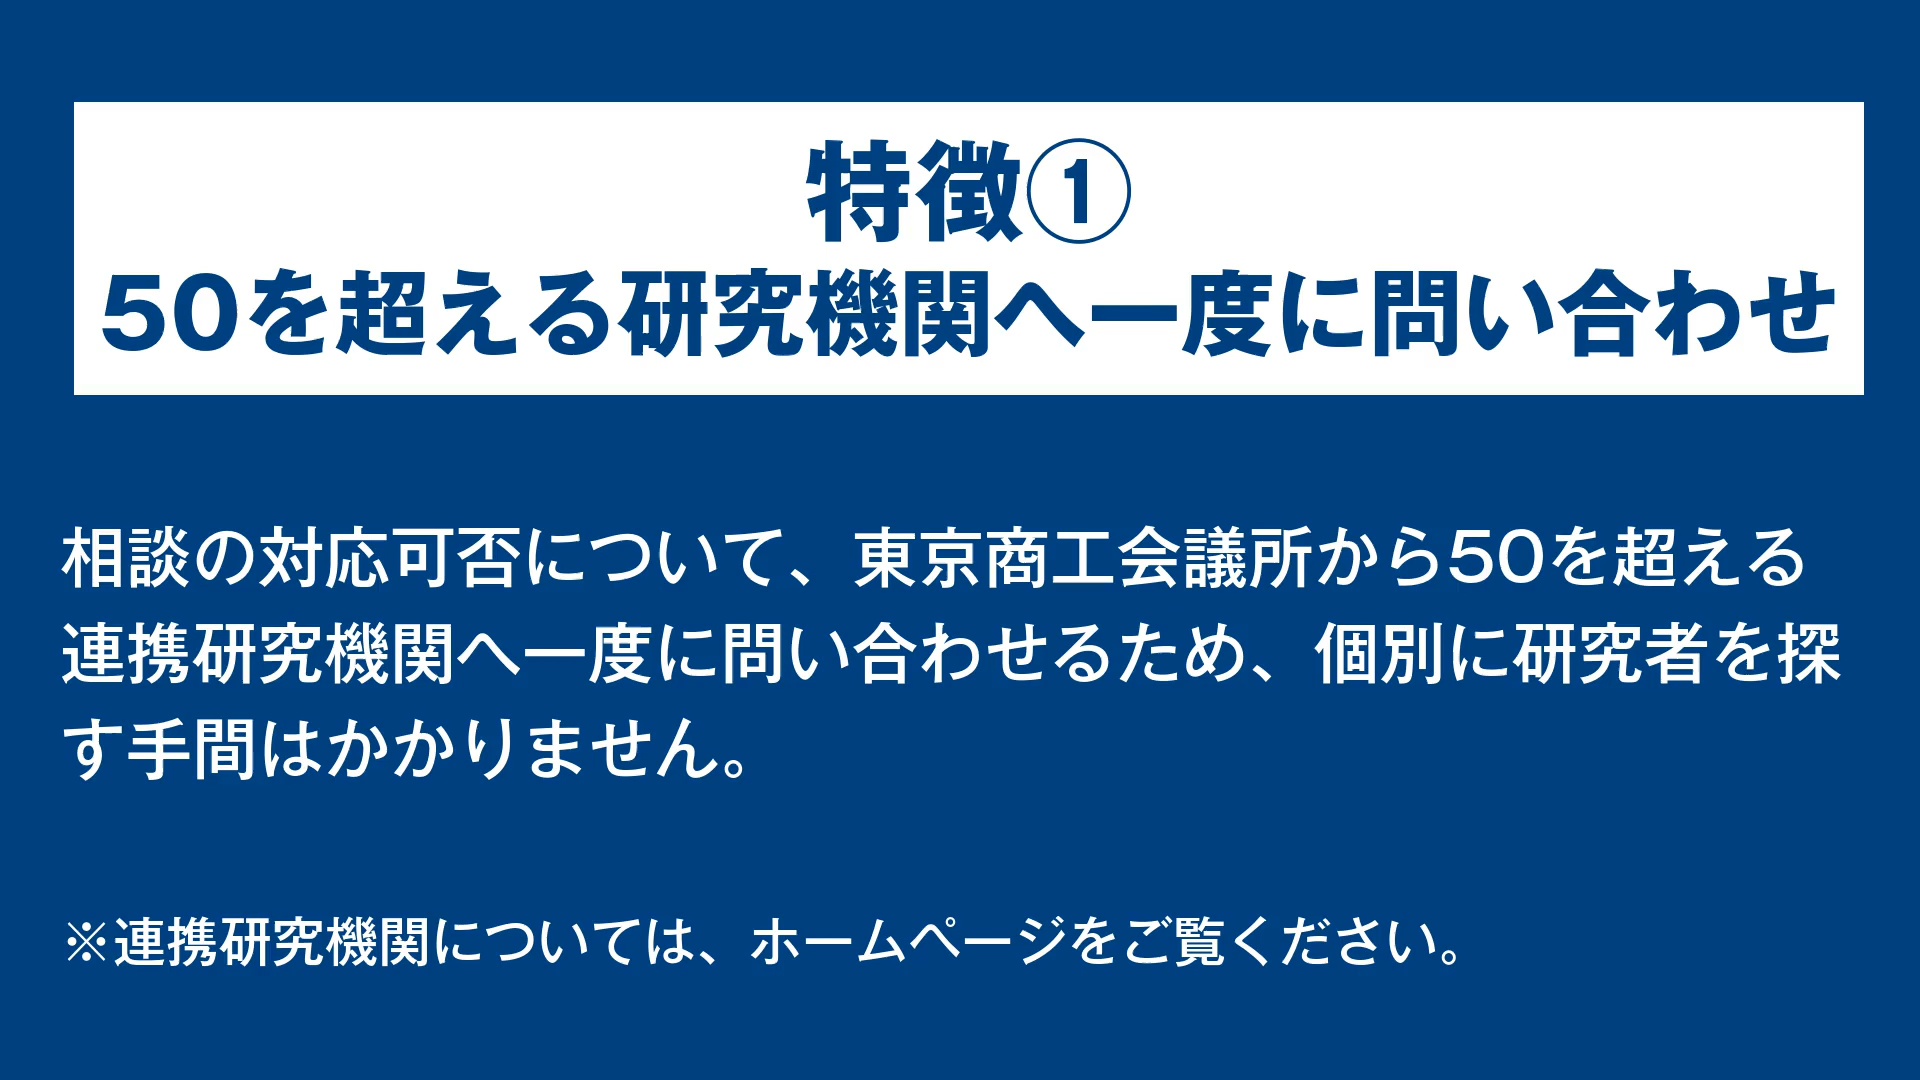 特徴①
50を超える研究機関へ一度に問い合わせ
相談の対応可否について、東京商工会議所から50を超える
連携研究機関へ一度に問い合わせるため、個別に研究者を探
す手間はかかりません。
※連携研究機関については、ホームページをご覧ください。